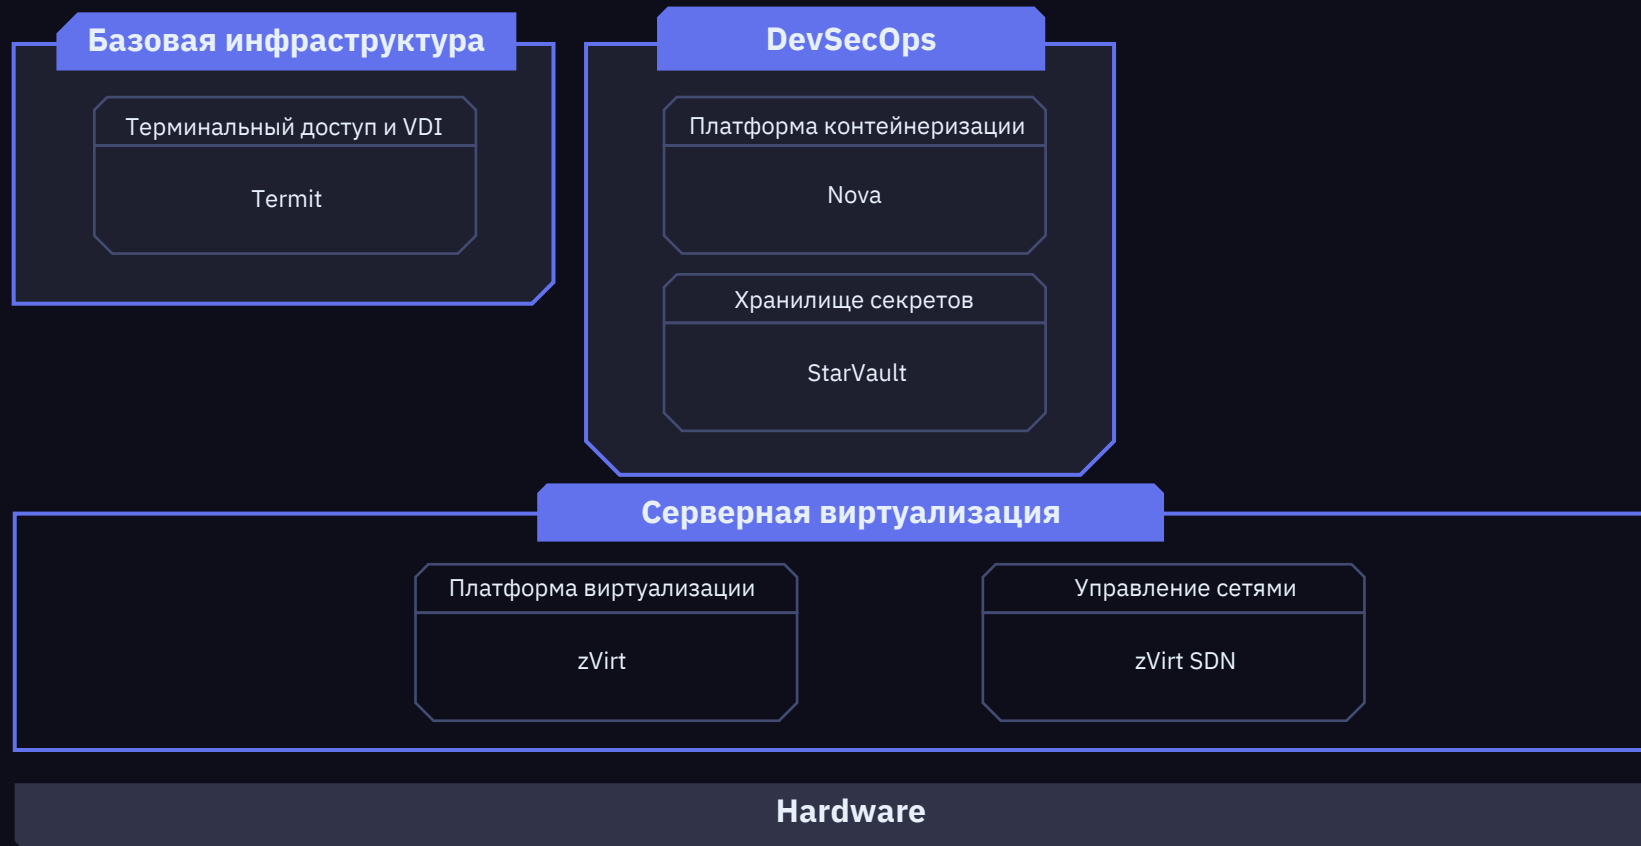 Базовая инфраструктура
Терминальный доступ и VDI
Termit
DevSecOps
Платформа контейнеризации
Nova
Хранилище секретов
StarVault
Серверная виртуализация
Платформа виртуализации
zVirt
Управление сетями
zVirt SDN
Hardware